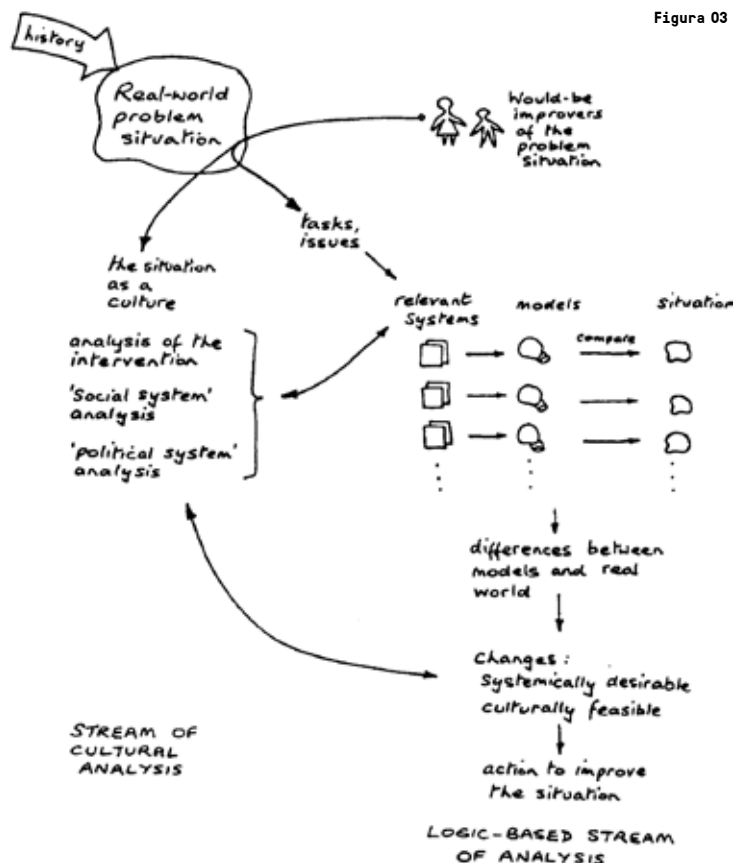 Figura 03
history
Real-world
problem
situation
Would-be
improvers
of the
problem
situation
tasks,
issues
the situation
as a
culture
relevant
Systems
models
situation
compare
analysis of the
intervention
'Social system'
analysis
'political system'
analysis
differences between
models and real
world
Changes:
Systemically desirable
culturally feasible
action to improve
the situation
STREAM OF
CULTURAL
ANALYSIS
LOGIC-BASED STREAM
OF ANALYSIS